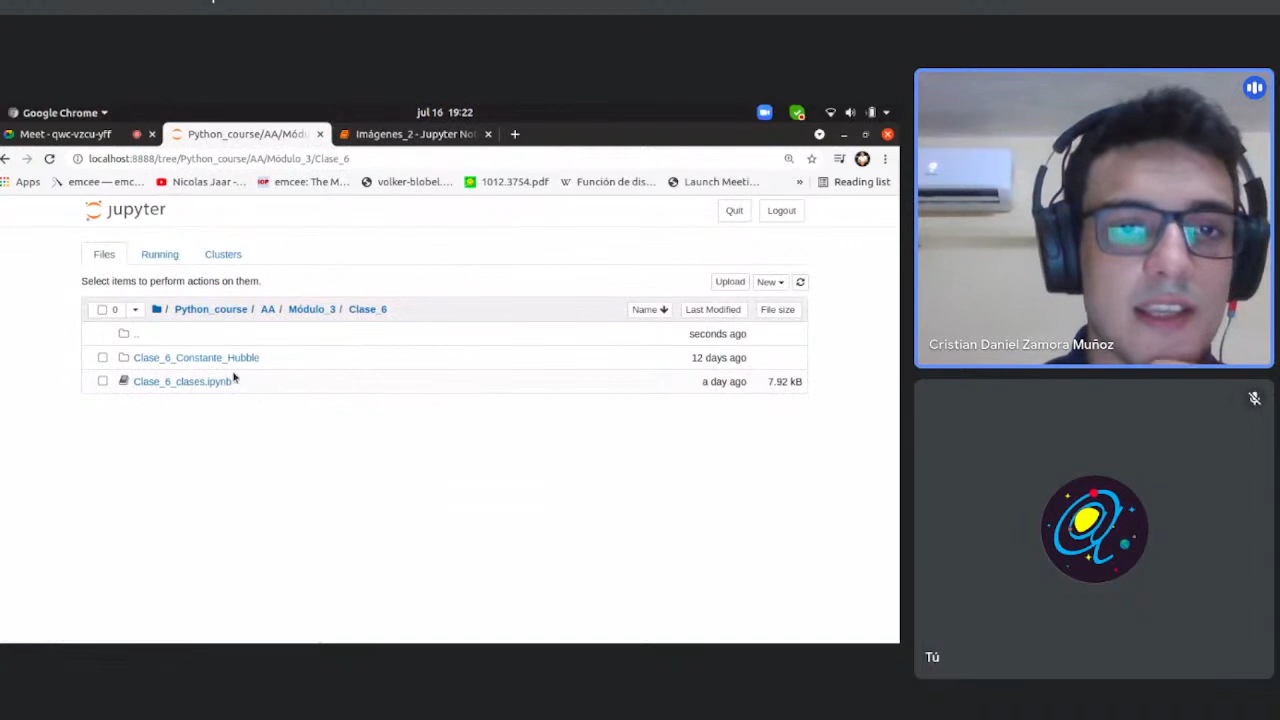 Google Chrome
jul 16 19:22
Meet - qwc-vzcu-yff
Python_course/AA/Módu
Imágenes_2 - Jupyter Not
localhost:8888/tree/Python_course/AA/Módulo_3/Clase_6
Apps
emcee — emc...
Nicolas Jaar -...
emcee: The M...
volker-blobel....
1012.3754.pdf
Función de dis...
Launch Meeti...
»
Reading list
jupyter
Quit
Logout
Files
Running
Clusters
Select items to perform actions on them.
Upload
New
0
/ Python_course / AA / Módulo_3 / Clase_6
Name
Last Modified
File size
..
seconds ago
Clase_6_Constante_Hubble
12 days ago
Clase_6_clases.ipynb
a day ago
7.92 kB
Cristian Daniel Zamora Muñoz
Tú